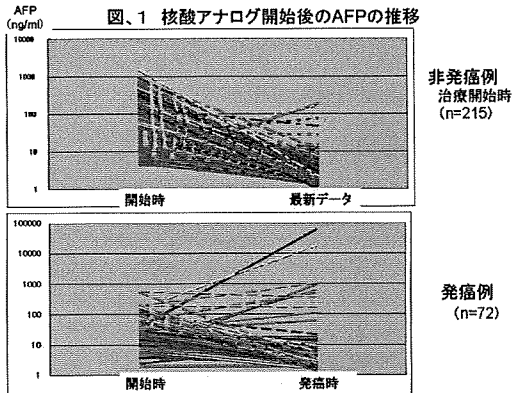 図、1 核酸アナログ開始後のAFPの推移
AFP
(ng/ml)
10000
1000
100
10
1
開始時
最新データ
非発癌例
治療開始時
(n=215)
100000
10000
1000
100
10
1
開始時
発癌時
発癌例
(n=72)